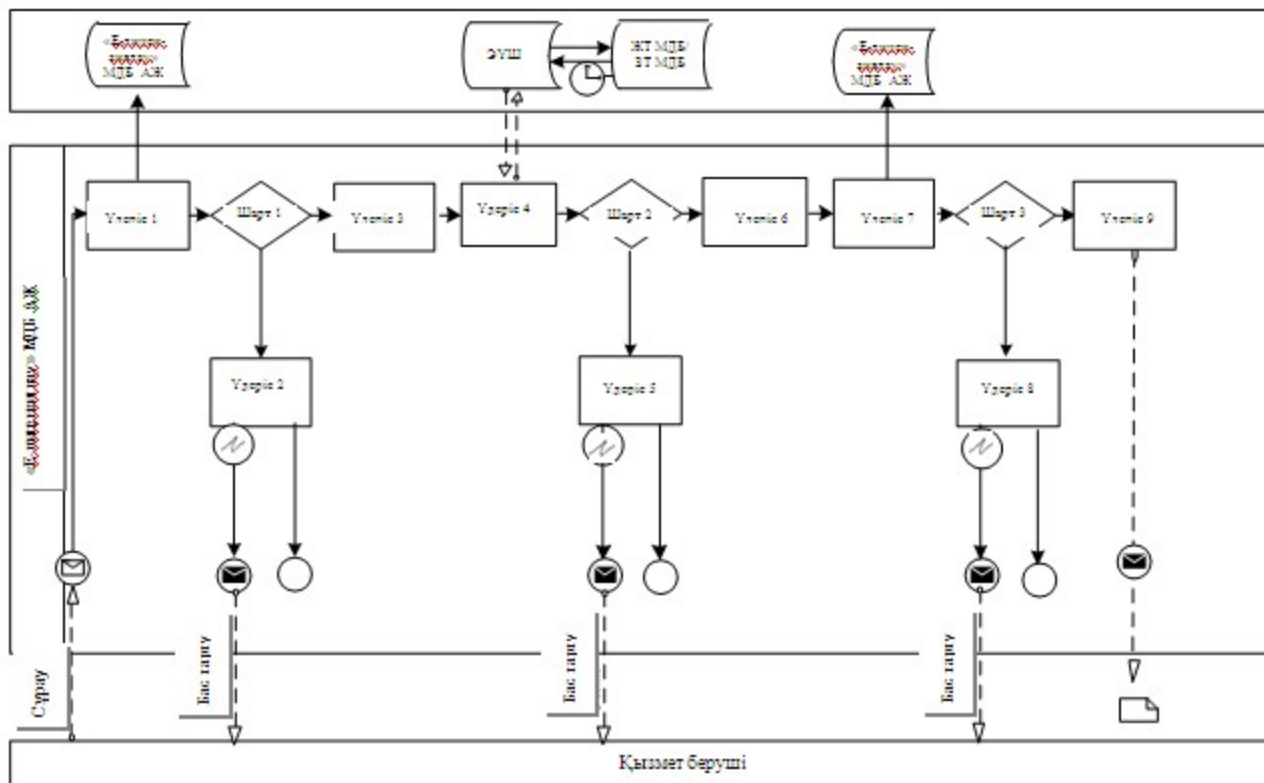 МДБ АЖ
ЭҮШ
ЖТ МДБ/
ЗТ МДБ
МДБ АЖ
МДБ АЖ
Үдеріс 1
Шарт 1
Үдеріс 3
Үдеріс 4
Шарт 2
Үдеріс 6
Үдеріс 7
Шарт 3
Үдеріс 9
Үдеріс 2
Үдеріс 5
Үдеріс 8
Сұрау
Бас тарту
Бас тарту
Бас тарту
Қызмет беруші